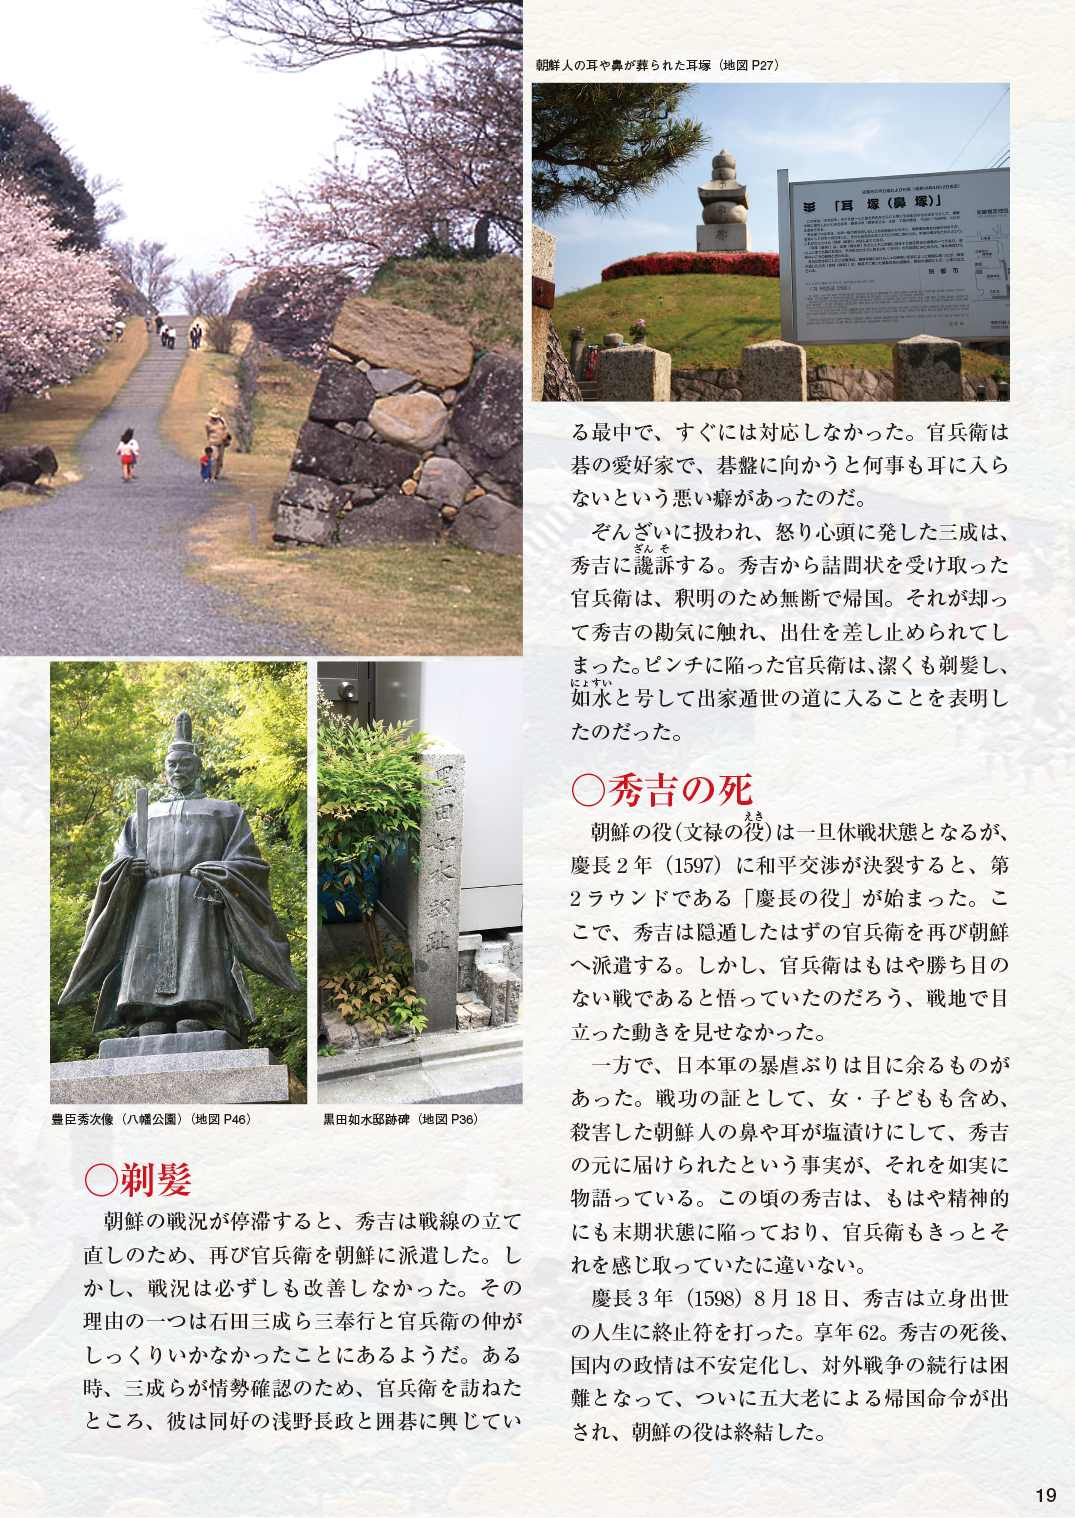 朝鮮人の耳や鼻が葬られた耳塚（地図 P27）
「耳 塚（鼻 塚）」
京 都 市
黒田如水邸跡
豊臣秀次像（八幡公園）（地図 P46）
黒田如水邸跡碑（地図 P36）
〇剃髪
朝鮮の戦況が停滞すると、秀吉は戦線の立て
直しのため、再び官兵衛を朝鮮に派遣した。し
かし、戦況は必ずしも改善しなかった。その
理由の一つは石田三成ら三奉行と官兵衛の仲が
しっくりいかなかったことにあるようだ。ある
時、三成らが情勢確認のため、官兵衛を訪ねた
ところ、彼は同好の浅野長政と囲碁に興じてい
る最中で、すぐには対応しなかった。官兵衛は
碁の愛好家で、碁盤に向かうと何事も耳に入ら
ないという悪い癖があったのだ。
ぞんざいに扱われ、怒り心頭に発した三成は、
ざん そ
秀吉に讒訴する。秀吉から詰問状を受け取った
官兵衛は、釈明のため無断で帰国。それが却っ
て秀吉の勘気に触れ、出仕を差し止められてし
まった。ピンチに陥った官兵衛は、潔くも剃髪し、
にょすい
如水と号して出家遁世の道に入ることを表明し
たのだった。
〇秀吉の死
えき
朝鮮の役（文禄の役）は一旦休戦状態となるが、
慶長 2 年（1597）に和平交渉が決裂すると、第
2 ラウンドである「慶長の役」が始まった。こ
こで、秀吉は隠遁したはずの官兵衛を再び朝鮮
へ派遣する。しかし、官兵衛はもはや勝ち目の
ない戦であると悟っていたのだろう、戦地で目
立った動きを見せなかった。
一方で、日本軍の暴虐ぶりは目に余るものが
あった。戦功の証として、女・子どもも含め、
殺害した朝鮮人の鼻や耳が塩漬けにして、秀吉
の元に届けられたという事実が、それを如実に
物語っている。この頃の秀吉は、もはや精神的
にも末期状態に陥っており、官兵衛もきっとそ
れを感じ取っていたに違いない。
慶長 3 年（1598）8 月 18 日、秀吉は立身出世
の人生に終止符を打った。享年 62。秀吉の死後、
国内の政情は不安定化し、対外戦争の続行は困
難となって、ついに五大老による帰国命令が出
され、朝鮮の役は終結した。
19